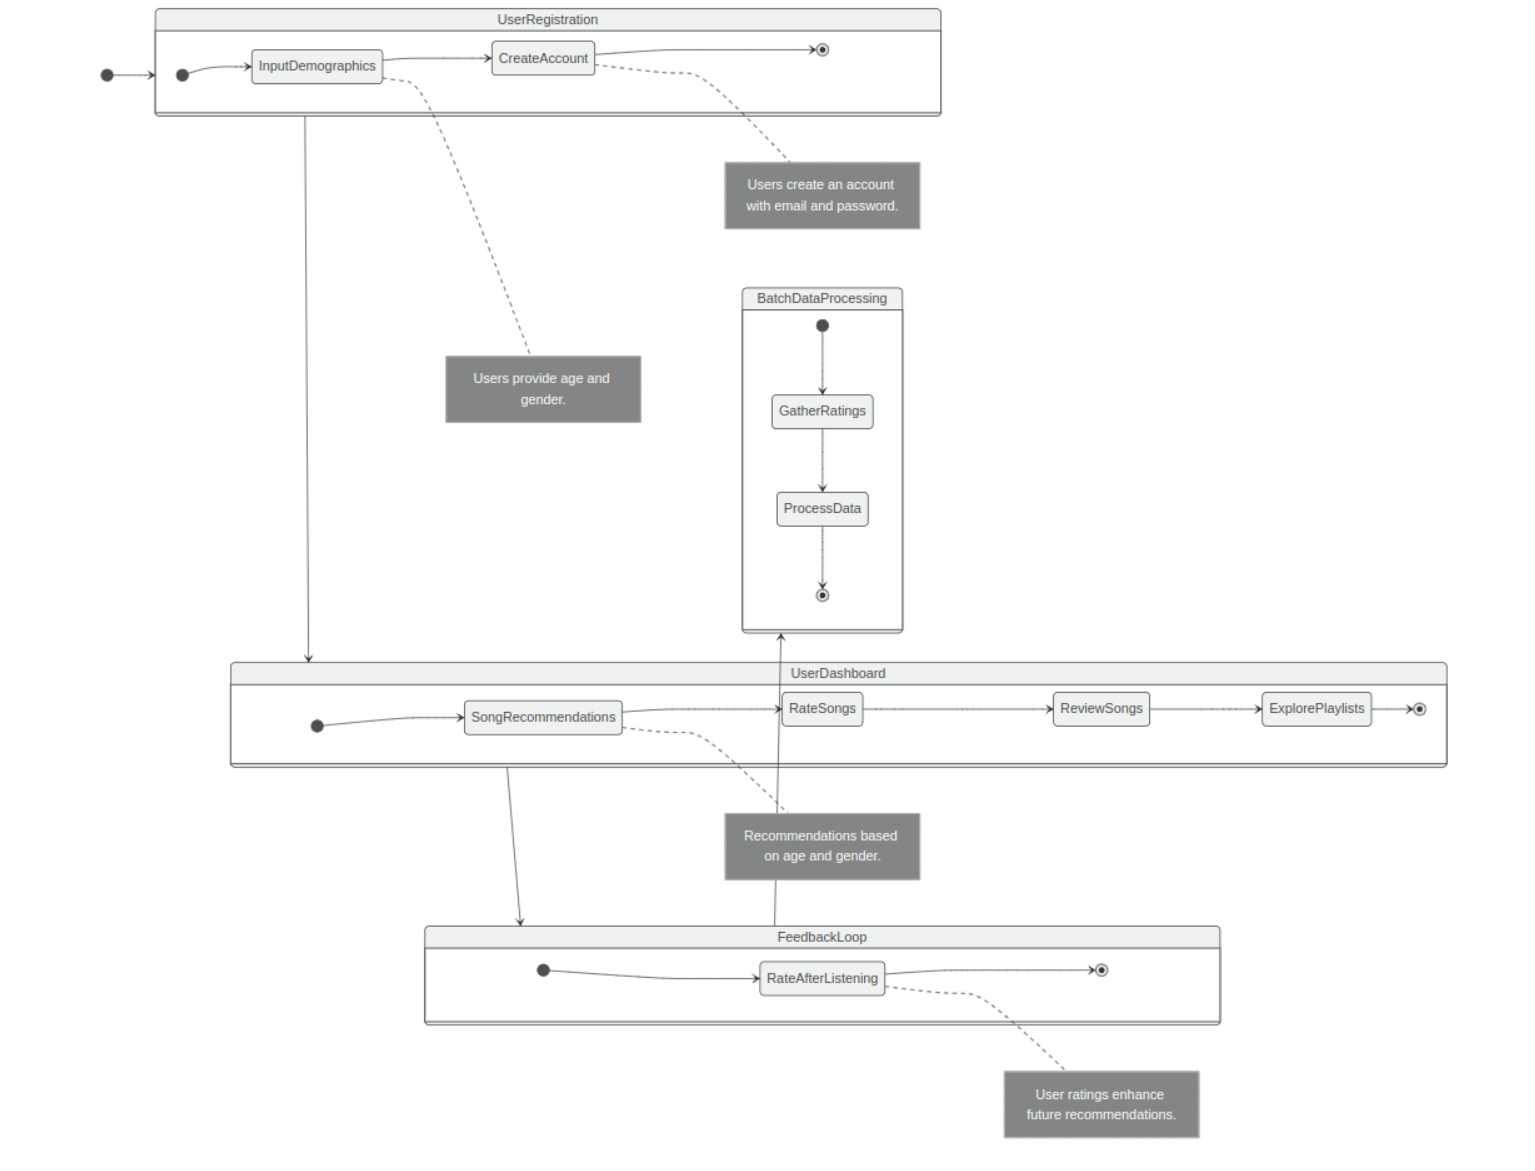 UserRegistration
InputDemographics
CreateAccount
Users create an account
with email and password.
BatchDataProcessing
Users provide age and
gender.
GatherRatings
ProcessData
UserDashboard
SongRecommendations
RateSongs
ReviewSongs
ExplorePlaylists
Recommendations based
on age and gender.
FeedbackLoop
RateAfterListening
User ratings enhance
future recommendations.